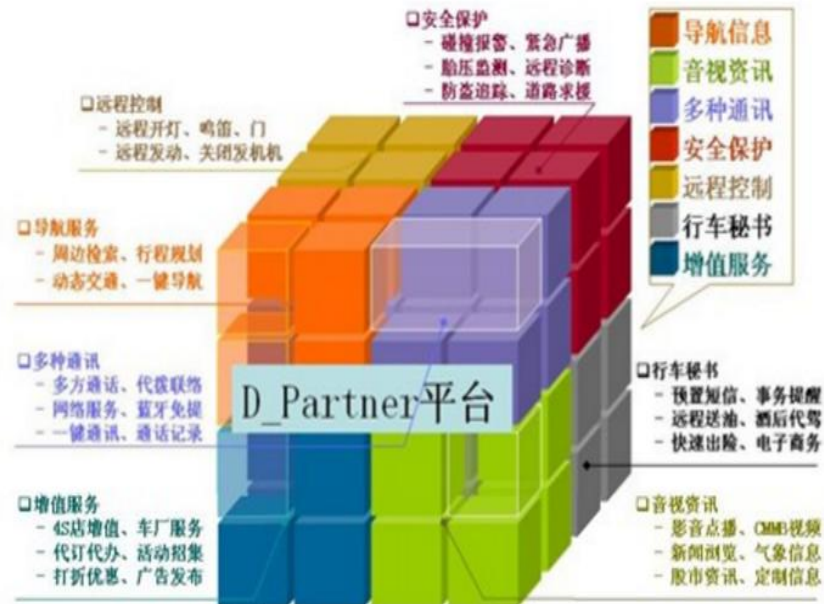 □安全保护
- 碰撞报警、紧急广播
- 胎压监测、远程诊断
- 防盗追踪、道路求援
导航信息
音视资讯
多种通讯
安全保护
远程控制
行车秘书
增值服务
□远程控制
- 远程开灯、鸣笛、门
- 远程发动、关闭发机机
□导航服务
- 周边检索、行程规划
- 动态交通、一键导航
□多种通讯
- 多方通话、代拨联络
- 网络服务、蓝牙免提
- 一键通讯、通话记录
D_Partner平台
□行车秘书
- 预置短信、事务提醒
- 远程送油、酒后代驾
- 快速出险、电子商务
□增值服务
- 4S店增值、车厂服务
- 代订代办、活动招集
- 打折优惠、广告发布
□音视资讯
- 影音点播、CMMB视频
- 新闻浏览、气象信息
- 股市资讯、定制信息